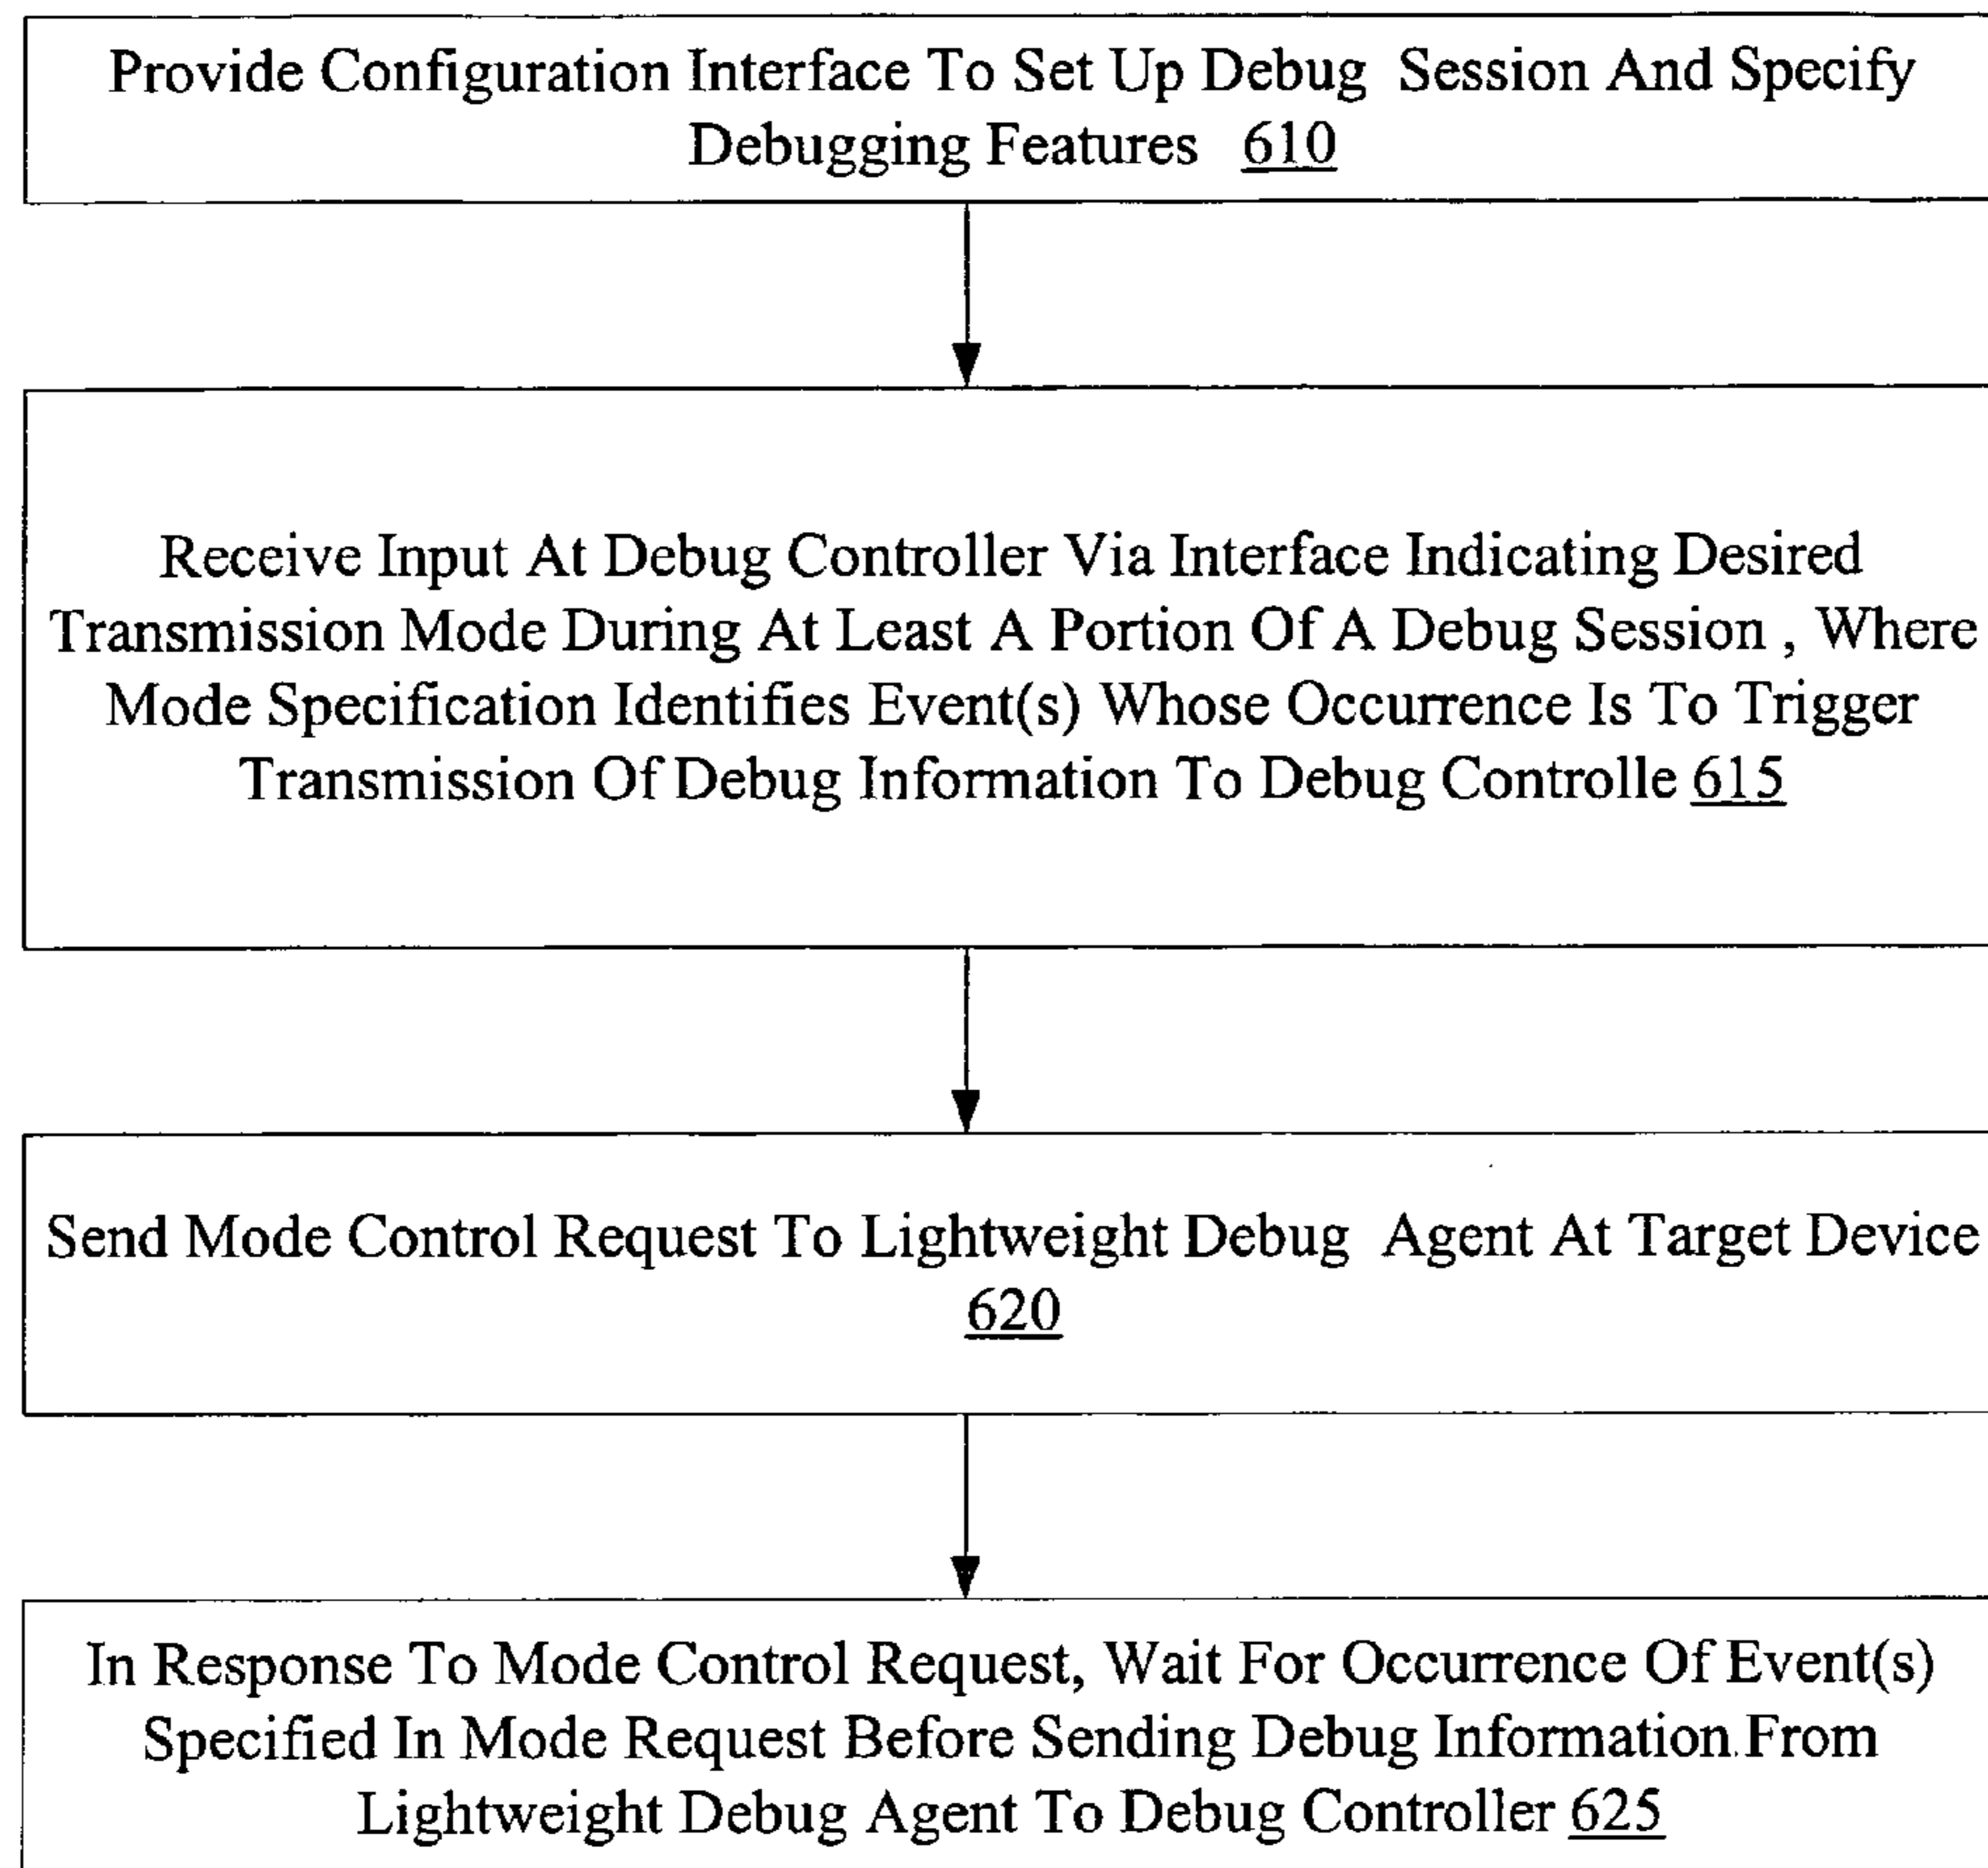 Provide Configuration Interface To Set Up Debug Session And Specify
Debugging Features 610
Receive Input At Debug Controller Via Interface Indicating Desired
Transmission Mode During At Least A Portion Of A Debug Session , Where
Mode Specification Identifies Event(s) Whose Occurrence Is To Trigger
Transmission Of Debug Information To Debug Controlle 615
Send Mode Control Request To Lightweight Debug Agent At Target Device
620
In Response To Mode Control Request, Wait For Occurrence Of Event(s)
Specified In Mode Request Before Sending Debug Information From
Lightweight Debug Agent To Debug Controller 625